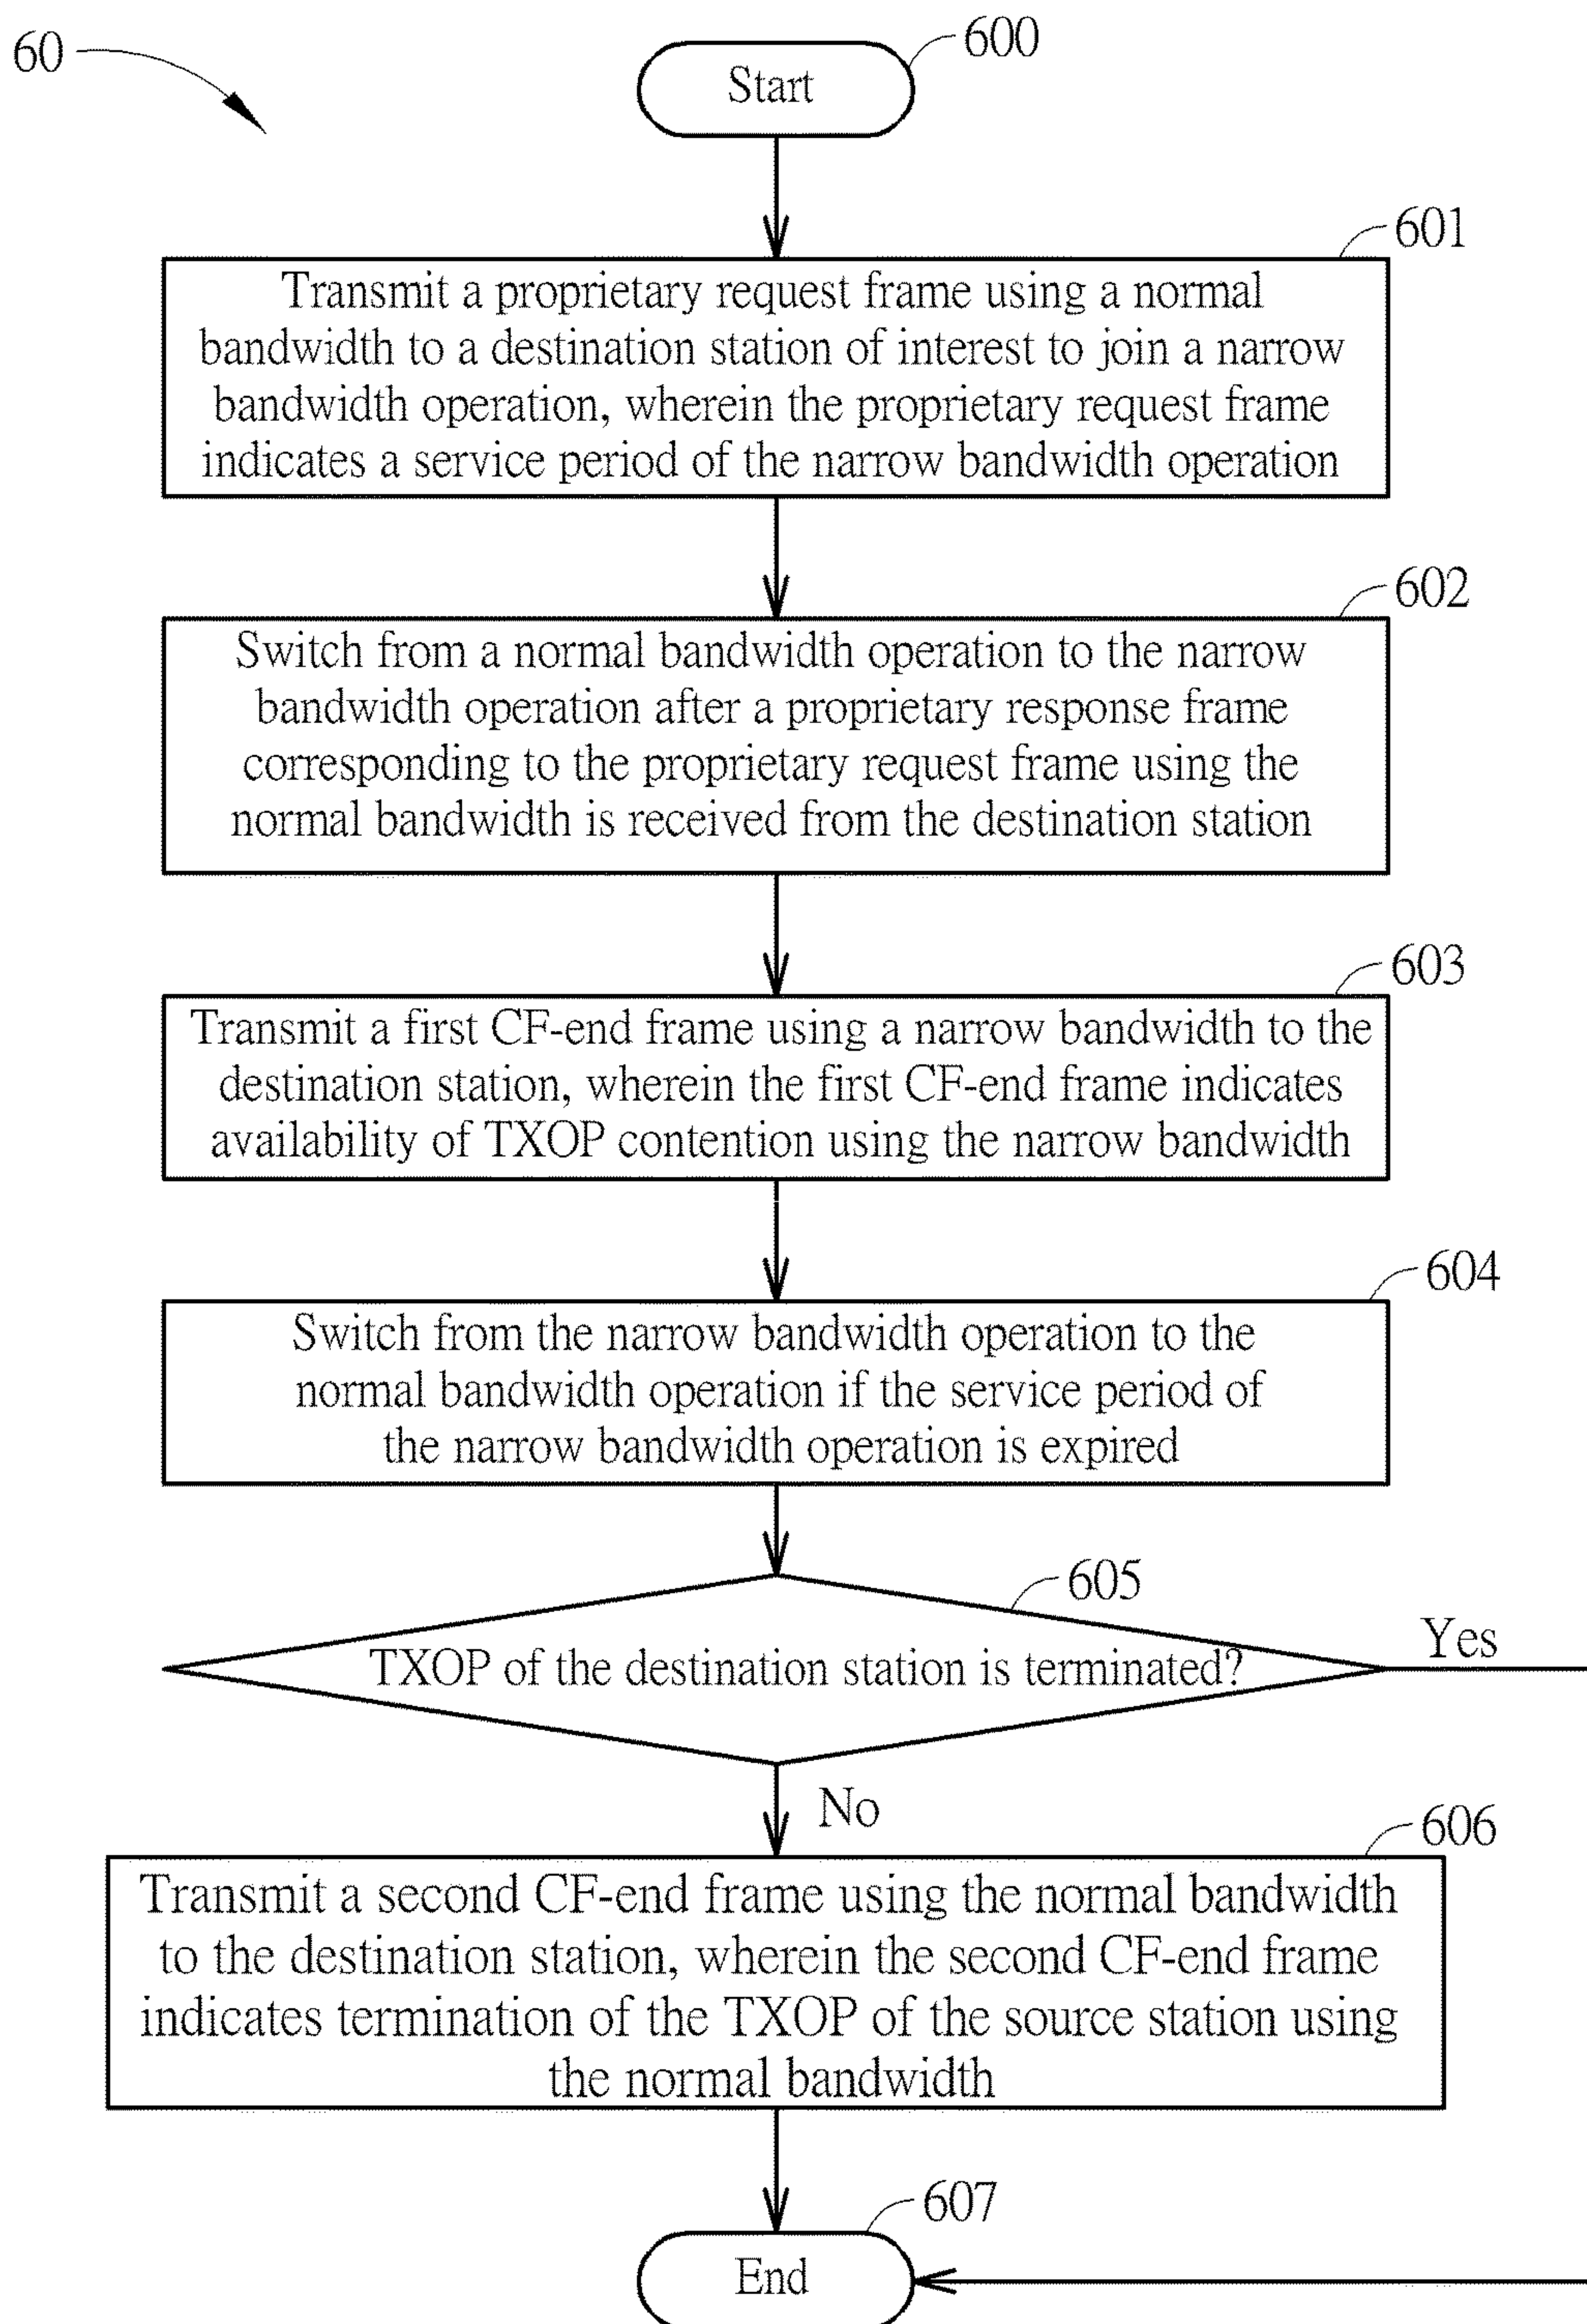 60
Start
600
601
Transmit a proprietary request frame using a normal
bandwidth to a destination station of interest to join a narrow
bandwidth operation, wherein the proprietary request frame
indicates a service period of the narrow bandwidth operation
602
Switch from a normal bandwidth operation to the narrow
bandwidth operation after a proprietary response frame
corresponding to the proprietary request frame using the
normal bandwidth is received from the destination station
603
Transmit a first CF-end frame using a narrow bandwidth to the
destination station, wherein the first CF-end frame indicates
availability of TXOP contention using the narrow bandwidth
604
Switch from the narrow bandwidth operation to the
normal bandwidth operation if the service period of
the narrow bandwidth operation is expired
605
TXOP of the destination station is terminated?
Yes
No
606
Transmit a second CF-end frame using the normal bandwidth
to the destination station, wherein the second CF-end frame
indicates termination of the TXOP of the source station using
the normal bandwidth
607
End